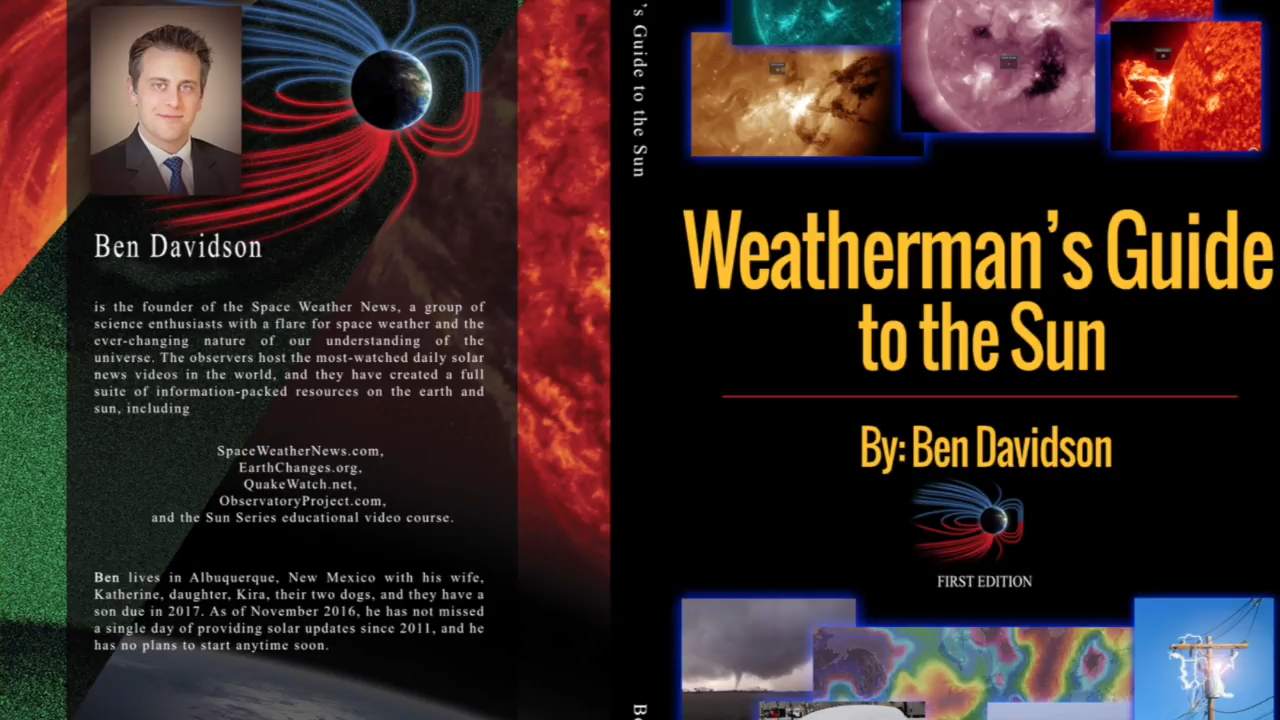 Ben Davidson
is the founder of the Space Weather News, a group of
science enthusiasts with a flare for space weather and the
ever-changing nature of our understanding of the
universe. The observers host the most-watched daily solar
news videos in the world, and they have created a full
suite of information-packed resources on the earth and
sun, including
SpaceWeatherNews.com,
EarthChanges.org,
QuakeWatch.net,
ObservatoryProject.com,
and the Sun Series educational video course.
Ben lives in Albuquerque, New Mexico with his wife,
Katherine, daughter, Kira, their two dogs, and they have a
son due in 2017. As of November 2016, he has not missed
a single day of providing solar updates since 2011, and he
has no plans to start anytime soon.
's Guide to the Sun
Weatherman's Guide
to the Sun
By: Ben Davidson
FIRST EDITION